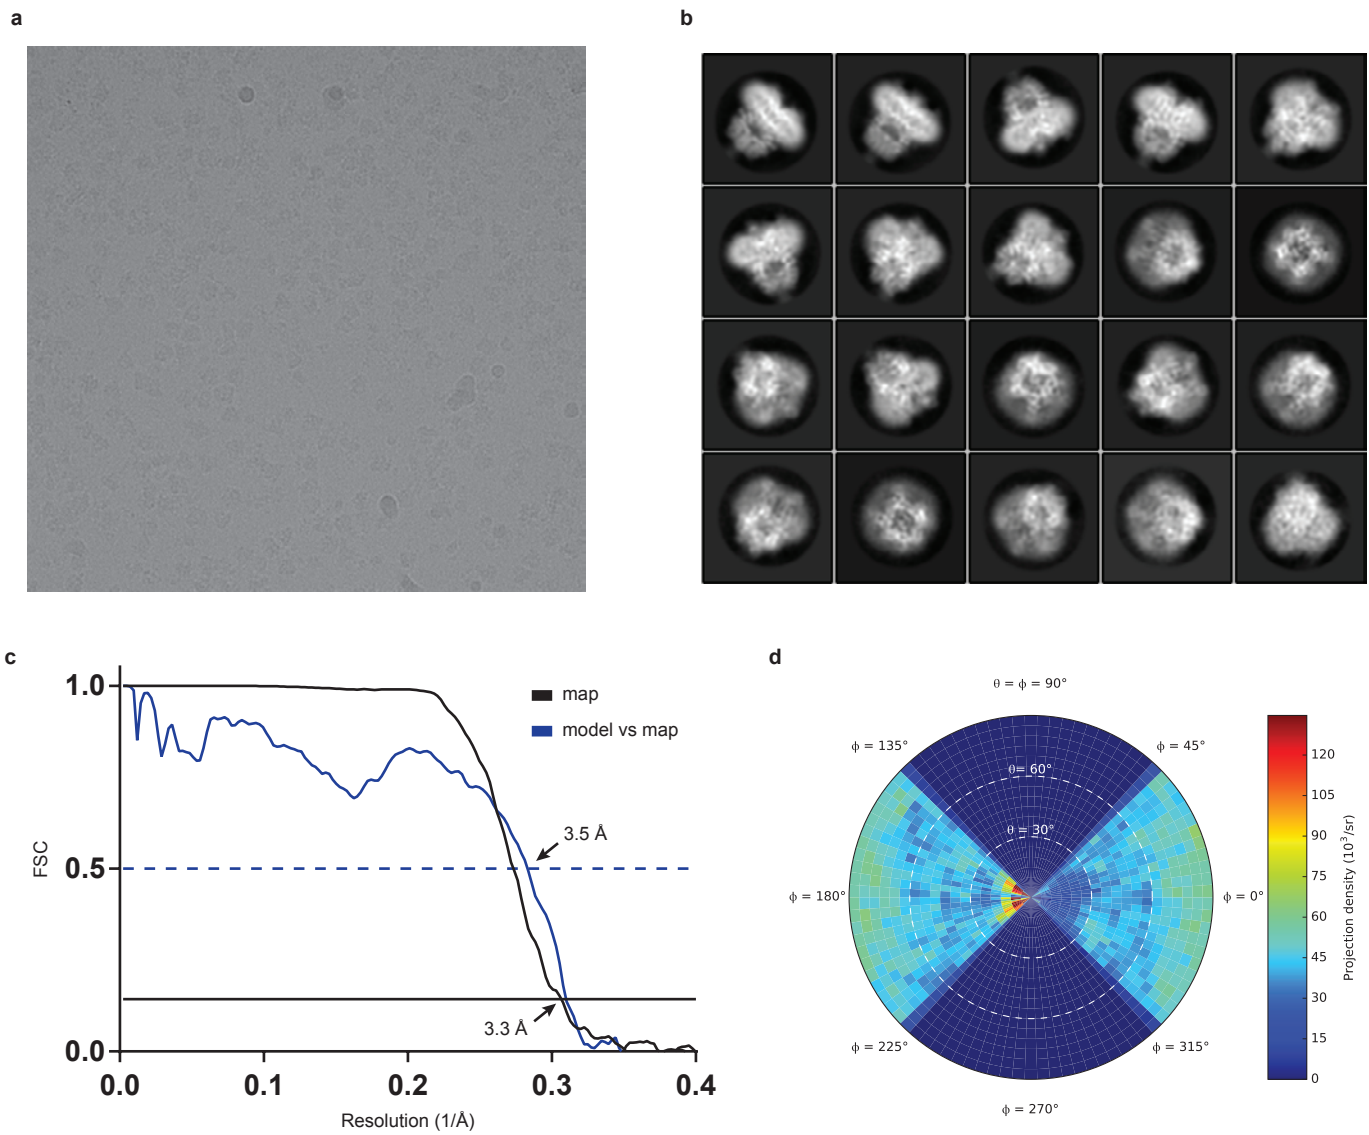 a
b
c
1.0
0.5
0.0
FSC
map
model vs map
3.5 Å
3.3 Å
0.0 0.1 0.2 0.3 0.4
Resolution (1/Å)
d
θ = ϕ = 90°
ϕ = 135°
ϕ = 45°
θ= 60°
θ = 30°
ϕ = 180°
ϕ = 0°
ϕ = 225°
ϕ = 315°
ϕ = 270°
120
105
90
75
60
45
30
15
0
Projection density (10³/sr)